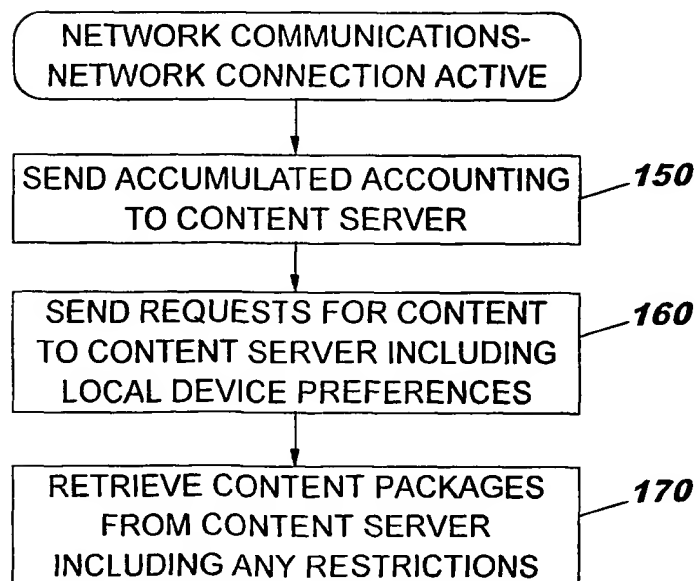 NETWORK COMMUNICATIONS-
NETWORK CONNECTION ACTIVE
SEND ACCUMULATED ACCOUNTING
TO CONTENT SERVER
150
SEND REQUESTS FOR CONTENT
TO CONTENT SERVER INCLUDING
LOCAL DEVICE PREFERENCES
160
RETRIEVE CONTENT PACKAGES
FROM CONTENT SERVER
INCLUDING ANY RESTRICTIONS
170